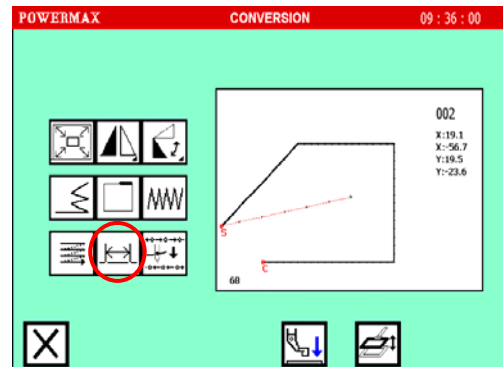 POWERMAX CONVERSION 09 : 36 : 00
002
X:19.1
X:-56.7
Y:19.5
Y:-23.6
S
C
68